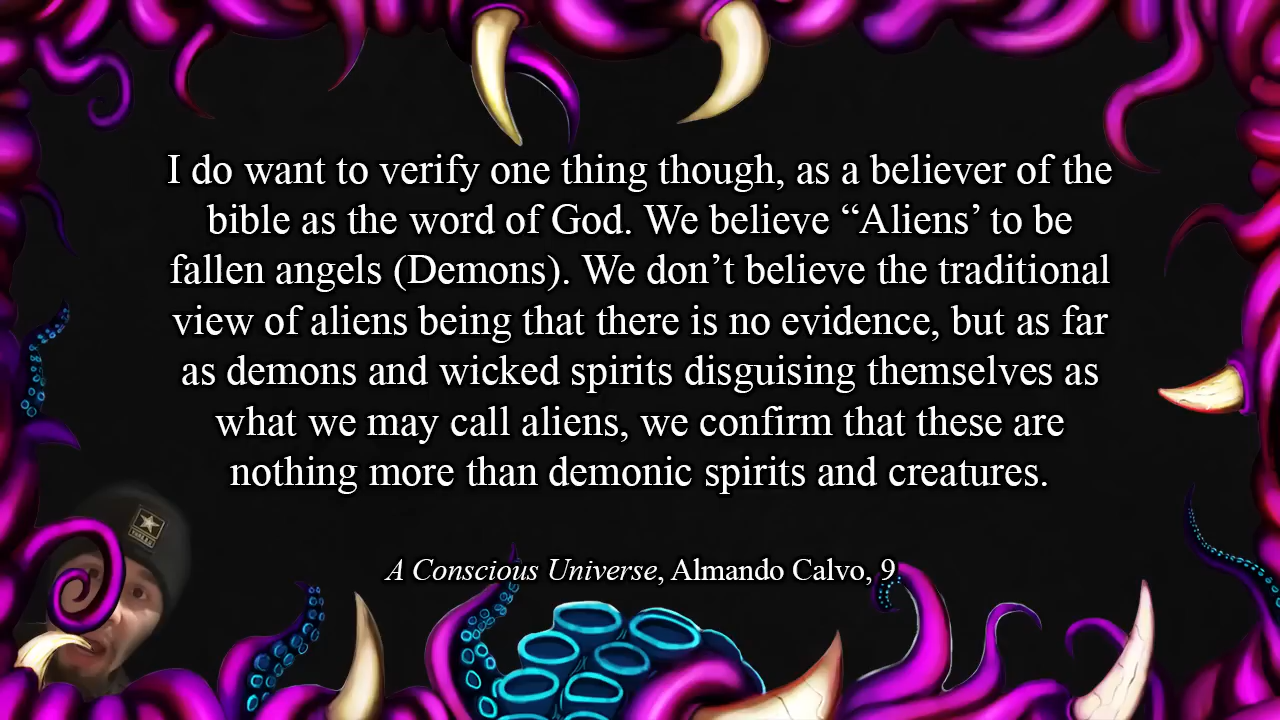 I do want to verify one thing though, as a believer of the
bible as the word of God. We believe “Aliens’ to be
fallen angels (Demons). We don’t believe the traditional
view of aliens being that there is no evidence, but as far
as demons and wicked spirits disguising themselves as
what we may call aliens, we confirm that these are
nothing more than demonic spirits and creatures.
A Conscious Universe, Almando Calvo, 9